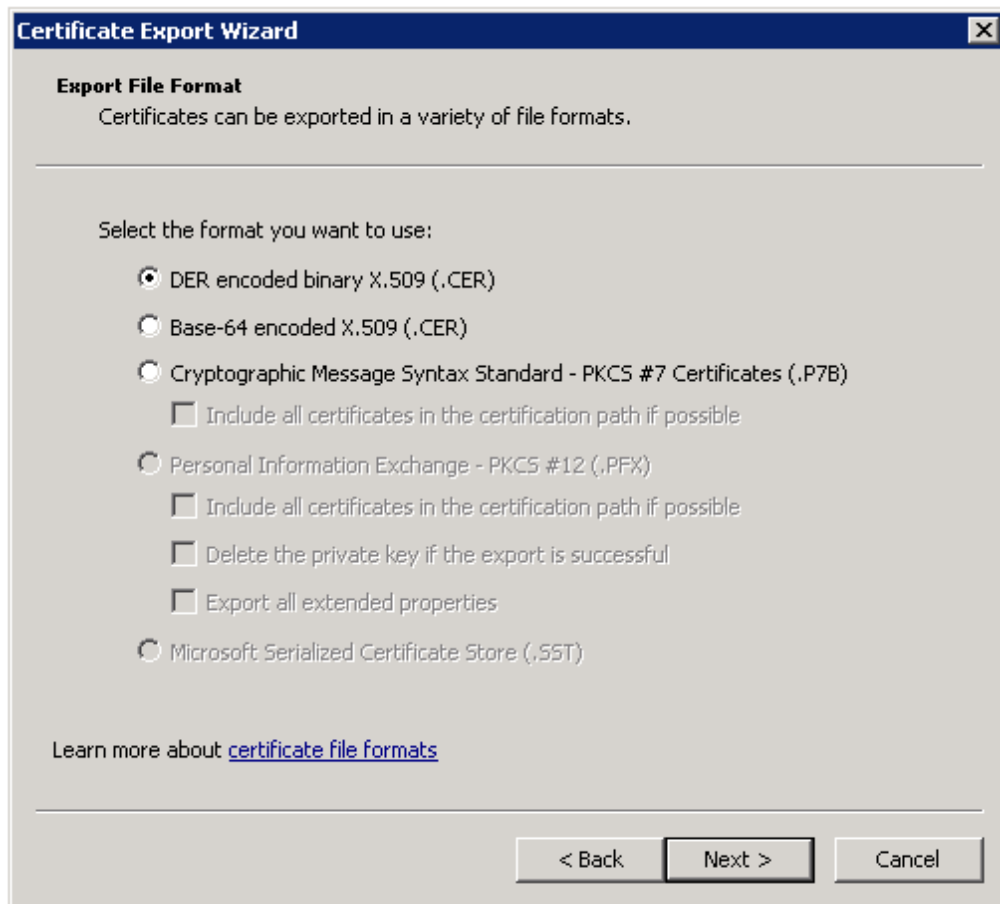 Certificate Export Wizard
Export File Format
Certificates can be exported in a variety of file formats.
Select the format you want to use:
DER encoded binary X.509 (.CER)
Base-64 encoded X.509 (.CER)
Cryptographic Message Syntax Standard - PKCS #7 Certificates (.P7B)
Include all certificates in the certification path if possible
Personal Information Exchange - PKCS #12 (.PFX)
Include all certificates in the certification path if possible
Delete the private key if the export is successful
Export all extended properties
Microsoft Serialized Certificate Store (.SST)
Learn more about certificate file formats
< Back Next > Cancel